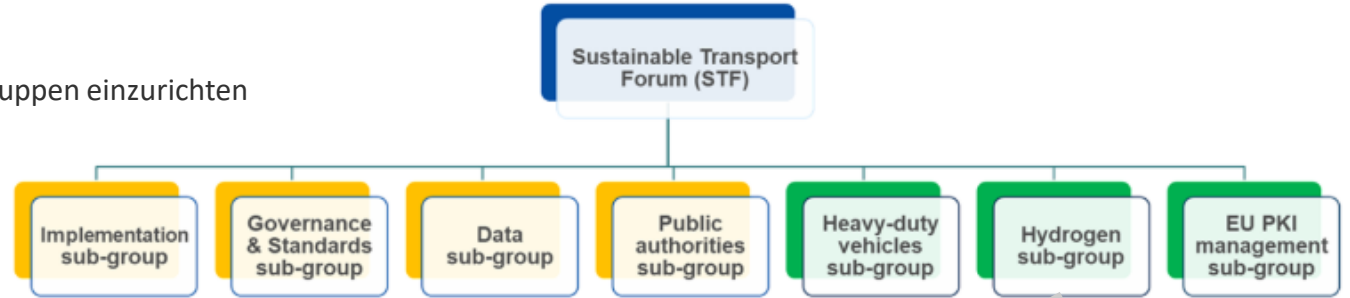 Sustainable Transport
Forum (STF)
uppen einzurichten
Implementation
sub-group
Governance
& Standards
sub-group
Data
sub-group
Public
authorities
sub-group
Heavy-duty
vehicles
sub-group
Hydrogen
sub-group
EU PKI
management
sub-group